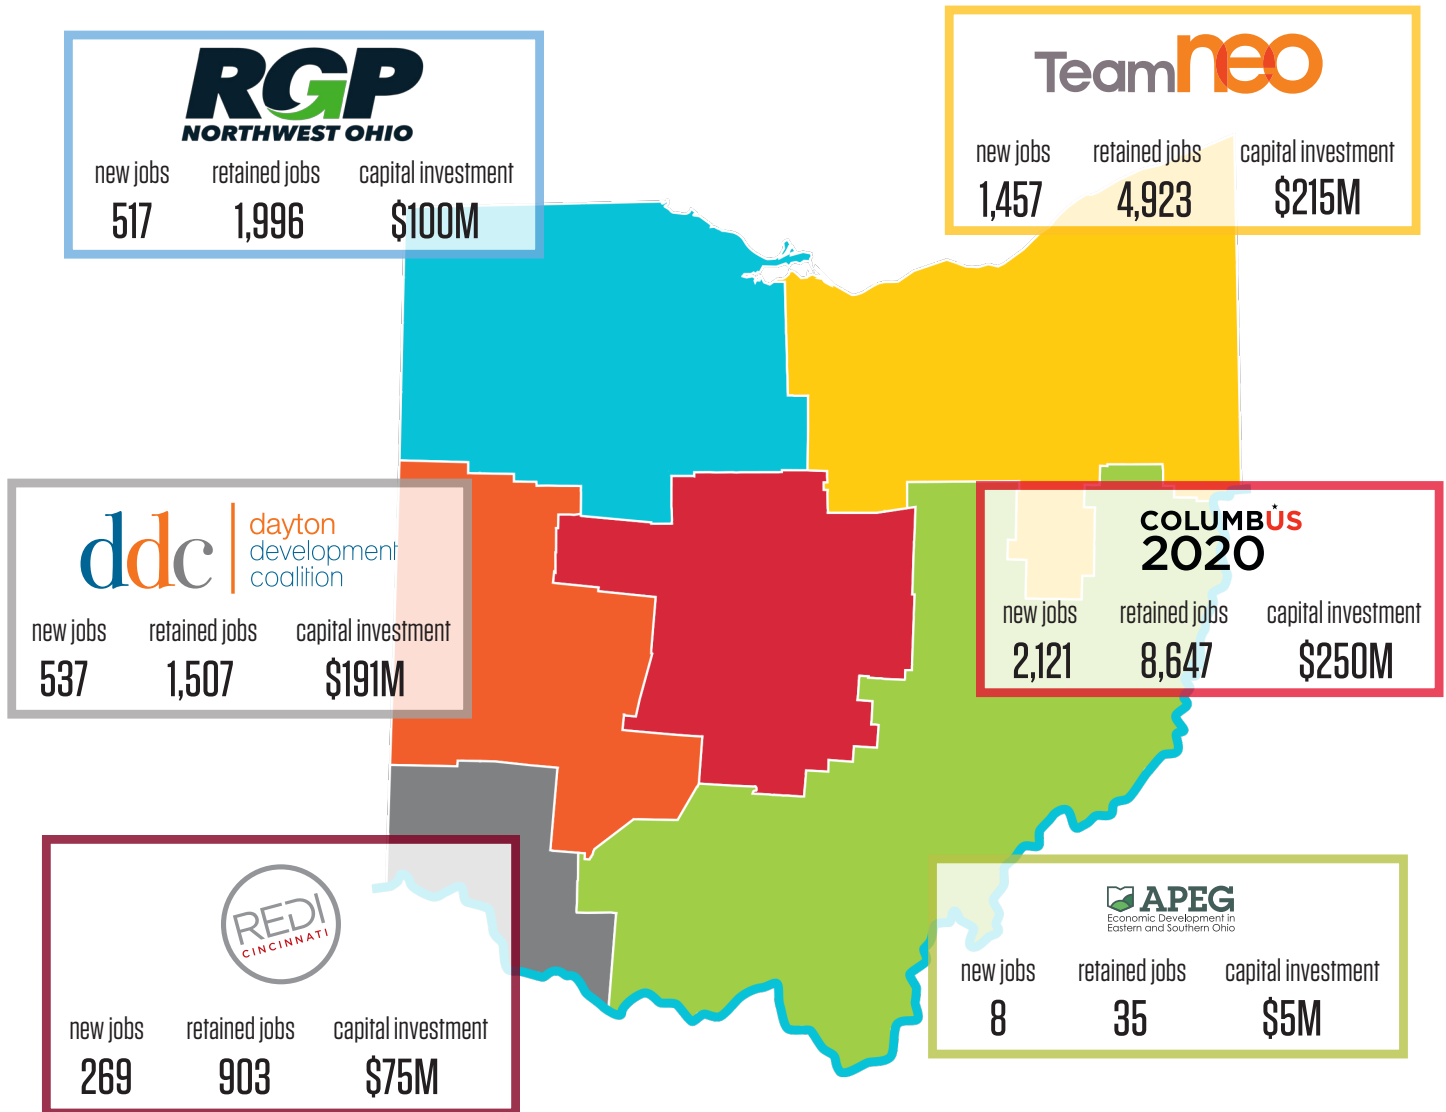 RGP
NORTHWEST OHIO
new jobs retained jobs capital investment
517 1,996 $100M
Teamneo
new jobs retained jobs capital investment
1,457 4,923 $215M
ddc dayton
development
coalition
new jobs retained jobs capital investment
537 1,507 $191M
COLUMBUS
2020
new jobs retained jobs capital investment
2,121 8,647 $250M
REDI
CINCINNATI
new jobs retained jobs capital investment
269 903 $75M
APEG
Economic Development in
Eastern and Southern Ohio
new jobs retained jobs capital investment
8 35 $5M